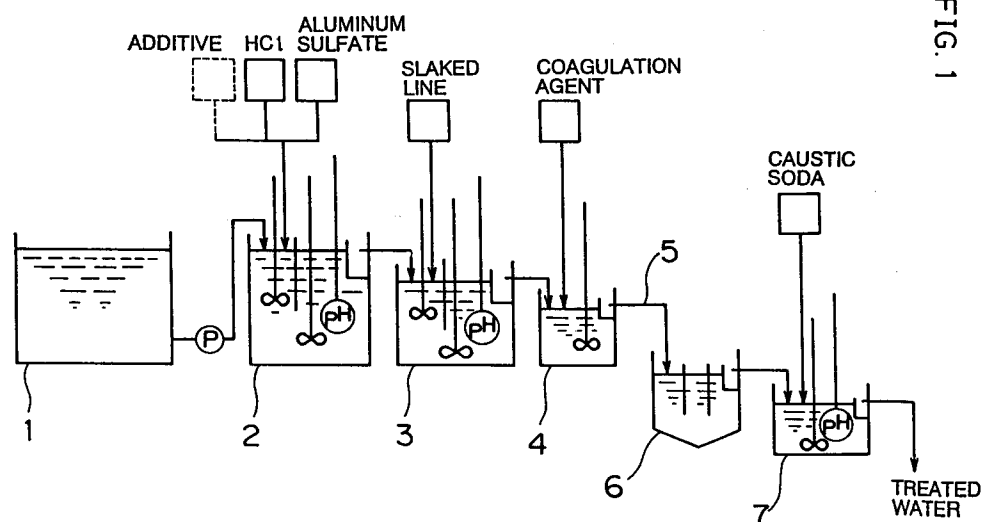 FIG. 1
ADDITIVE
HC1
ALUMINUM
SULFATE
SLAKED
LINE
COAGULATION
AGENT
CAUSTIC
SODA
P
pH
pH
pH
1
2
3
4
5
6
7
TREATED
WATER